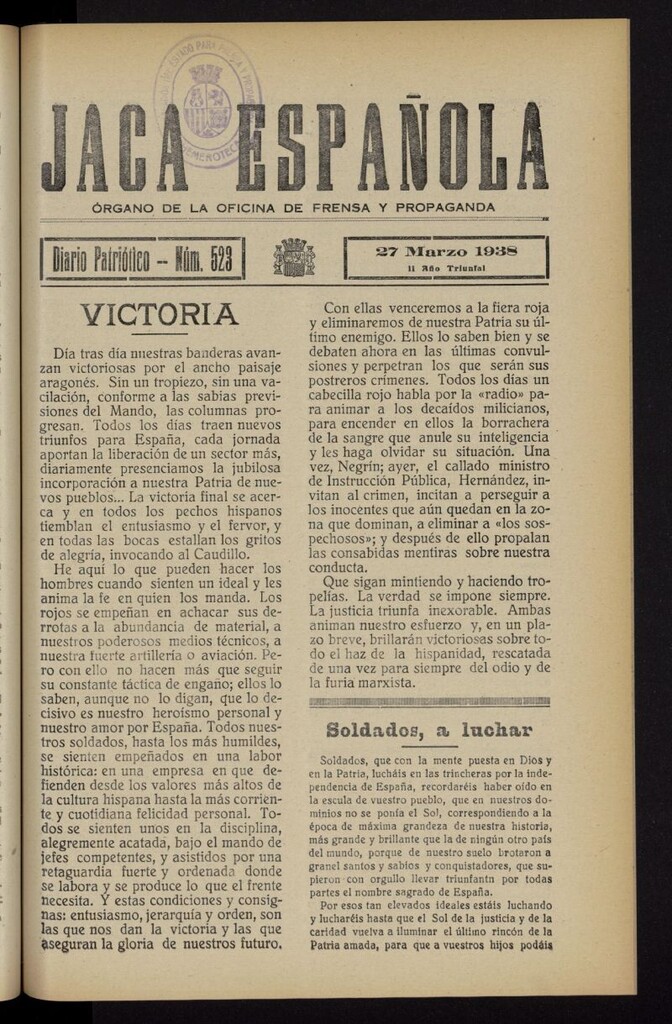 JACA ESPAÑOLA
ÓRGANO DE LA OFICINA DE FRENSA Y PROPAGANDA
Diario Patriótico -- Núm. 523
27 Marzo 1938
II Año Triunfal
VICTORIA
Día tras día nuestras banderas avan-
zan victoriosas por el ancho paisaje
aragonés. Sin un tropiezo, sin una va-
cilación, conforme a las sabias previ-
siones del Mando, las columnas pro-
gresan. Todos los días traen nuevos
triunfos para España, cada jornada
aportan la liberación de un sector más,
diariamente presenciamos la jubilosa
incorporación a nuestra Patria de nue-
vos pueblos... La victoria final se acer-
ca y en todos los pechos hispanos
tiemblan el entusiasmo y el fervor, y
en todas las bocas estallan los gritos
de alegría, invocando al Caudillo.
He aquí lo que pueden hacer los
hombres cuando sienten un ideal y les
anima la fe en quien los manda. Los
rojos se empeñan en achacar sus de-
rrotas a la abundancia de material, a
nuestros poderosos medios técnicos, a
nuestra fuerte artillería o aviación. Pe-
ro con ello no hacen más que seguir
su constante táctica de engaño; ellos lo
saben, aunque no lo digan, que lo de-
cisivo es nuestro heroísmo personal y
nuestro amor por España. Todos nues-
tros soldados, hasta los más humildes,
se sienten empeñados en una labor
histórica: en una empresa en que de-
fienden desde los valores más altos de
la cultura hispana hasta la más corrien-
te y cuotidiana felicidad personal. To-
dos se sienten unos en la disciplina,
alegremente acatada, bajo el mando de
jefes competentes, y asistidos por una
retaguardia fuerte y ordenada donde
se labora y se produce lo que el frente
necesita. Y estas condiciones y consig-
nas: entusiasmo, jerarquía y orden, son
las que nos dan la victoria y las que
aseguran la gloria de nuestros futuro.
Con ellas venceremos a la fiera roja
y eliminaremos de nuestra Patria su úl-
timo enemigo. Ellos lo saben bien y se
debaten ahora en las últimas convul-
siones y perpetran los que serán sus
postreros crímenes. Todos los días un
cabecilla rojo habla por la «radio» pa-
ra animar a los decaídos milicianos,
para encender en ellos la borrachera
de la sangre que anule su inteligencia
y les haga olvidar su situación. Una
vez, Negrín; ayer, el callado ministro
de Instrucción Pública, Hernández, in-
vitan al crimen, incitan a perseguir a
los inocentes que aún quedan en la zo-
na que dominan, a eliminar a «los sos-
pechosos»; y después de ello propalan
las consabidas mentiras sobre nuestra
conducta.
Que sigan mintiendo y haciendo tro-
pelías. La verdad se impone siempre.
La justicia triunfa inexorable. Ambas
animan nuestro esfuerzo y, en un pla-
zo breve, brillarán victoriosas sobre to-
do el haz de la hispanidad, rescatada
de una vez para siempre del odio y de
la furia marxista.
Soldados, a luchar
Soldados, que con la mente puesta en Dios y
en la Patria, lucháis en las trincheras por la inde-
pendencia de España, recordaréis haber oído en
la escula de vuestro pueblo, que en nuestros do-
minios no se ponía el Sol, correspondiendo a la
época de máxima grandeza de nuestra historia,
más grande y brillante que la de ningún otro país
del mundo, porque de nuestro suelo brotaron a
granel santos y sabios y conquistadores, que su-
pieron con orgullo llevar triunfantn por todas
partes el nombre sagrado de España.
Por esos tan elevados ideales estáis luchando
y lucharéis hasta que el Sol de la justicia y de la
caridad vuelva a iluminar el último rincón de la
Patria amada, para que a vuestros hijos podáis